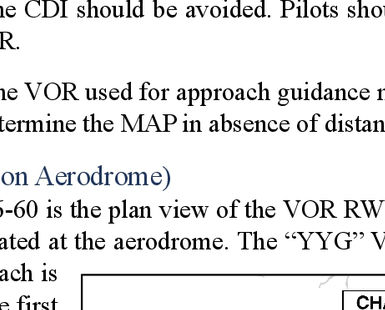 he CDI should be avoided. Pilots shou
R.
he VOR used for approach guidance
termine the MAP in absence of distan
on Aerodrome)
6-60 is the plan view of the VOR RW
ated at the aerodrome. The “YYG” V
ach is
e first
CHA